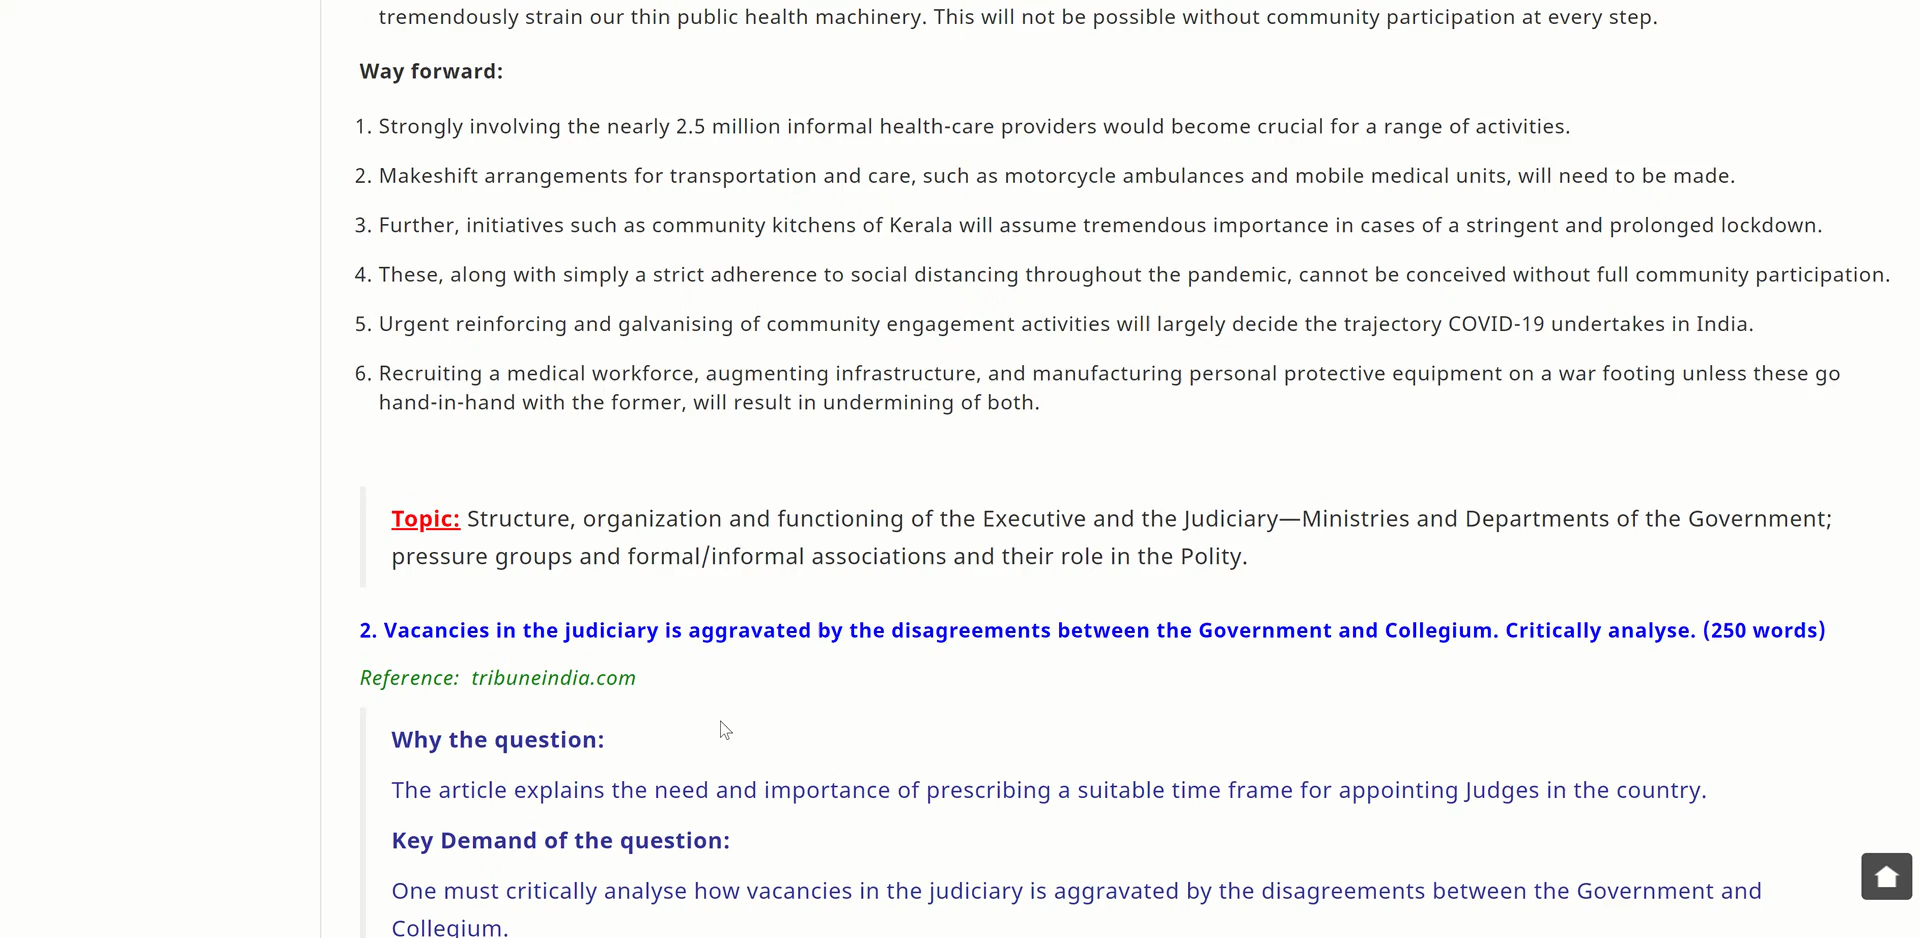 tremendously strain our thin public health machinery. This will not be possible without community participation at every step.
Way forward:
1. Strongly involving the nearly 2.5 million informal health-care providers would become crucial for a range of activities.
2. Makeshift arrangements for transportation and care, such as motorcycle ambulances and mobile medical units, will need to be made.
3. Further, initiatives such as community kitchens of Kerala will assume tremendous importance in cases of a stringent and prolonged lockdown.
4. These, along with simply a strict adherence to social distancing throughout the pandemic, cannot be conceived without full community participation.
5. Urgent reinforcing and galvanising of community engagement activities will largely decide the trajectory COVID-19 undertakes in India.
6. Recruiting a medical workforce, augmenting infrastructure, and manufacturing personal protective equipment on a war footing unless these go
hand-in-hand with the former, will result in undermining of both.
Topic: Structure, organization and functioning of the Executive and the Judiciary—Ministries and Departments of the Government;
pressure groups and formal/informal associations and their role in the Polity.
2. Vacancies in the judiciary is aggravated by the disagreements between the Government and Collegium. Critically analyse. (250 words)
Reference:  tribuneindia.com
Why the question:
The article explains the need and importance of prescribing a suitable time frame for appointing Judges in the country.
Key Demand of the question:
One must critically analyse how vacancies in the judiciary is aggravated by the disagreements between the Government and
Collegium.